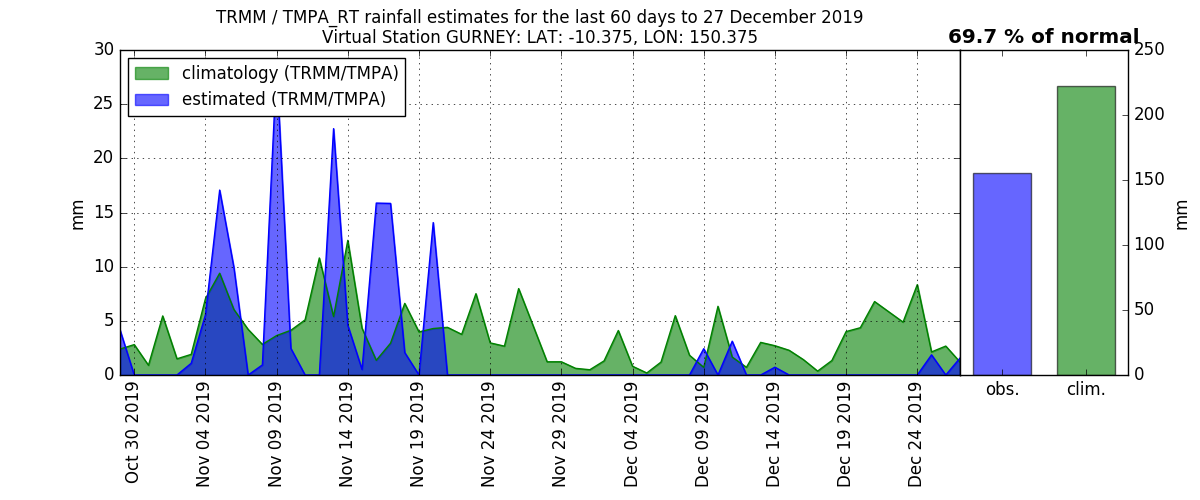 TRMM / TMPA_RT rainfall estimates for the last 60 days to 27 December 2019
Virtual Station GURNEY: LAT: -10.375, LON: 150.375
69.7 % of normal
climatology (TRMM/TMPA)
estimated (TRMM/TMPA)
30
25
20
15
10
5
0
mm
Oct 30 2019
Nov 04 2019
Nov 09 2019
Nov 14 2019
Nov 19 2019
Nov 24 2019
Nov 29 2019
Dec 04 2019
Dec 09 2019
Dec 14 2019
Dec 19 2019
Dec 24 2019
obs.
clim.
250
200
150
100
50
0
mm